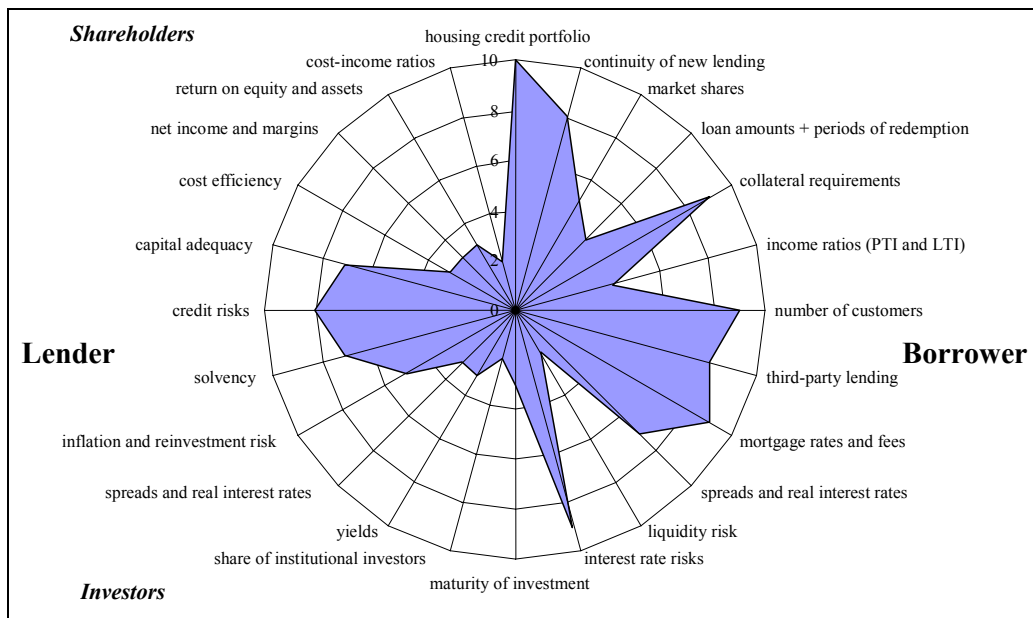 Shareholders
housing credit portfolio
cost-income ratios
10
continuity of new lending
return on equity and assets
market shares
8
net income and margins
loan amounts + periods of redemption
6
cost efficiency
collateral requirements
4
capital adequacy
income ratios (PTI and LTI)
2
credit risks
0
number of customers
Lender
Borrower
solvency
third-party lending
inflation and reinvestment risk
mortgage rates and fees
spreads and real interest rates
spreads and real interest rates
yields
liquidity risk
share of institutional investors
interest rate risks
maturity of investment
Investors